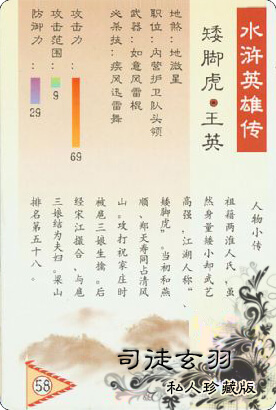 水浒英雄传
矮脚虎·王英
地煞：地微星
职位：内营护卫队头领
武器：如意风雷棍
必杀技：疾风迅雷舞
攻击力：
69
攻击范围：
9
防御力：
29
人物小传
祖籍两淮人氏，虽
然身量矮小却武艺
高强，江湖人称“
矮脚虎”。当初和燕
顺、郑天寿同占清风
山。攻打祝家庄时
被扈三娘生擒。后
经宋江撮合，与扈
三娘结为夫妇。梁山
排名第五十八。
58
司徒玄羽
私人珍藏版